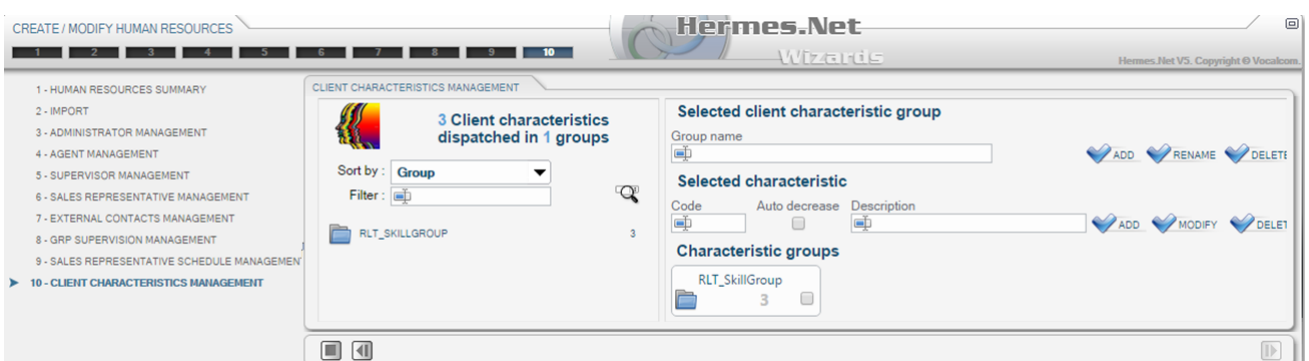 CREATE / MODIFY HUMAN RESOURCES
1 2 3 4 5 6 7 8 9 10
Hermes.Net
Wizards
Hermes.Net V5. Copyright © Vocalcom.
1 - HUMAN RESOURCES SUMMARY
2 - IMPORT
3 - ADMINISTRATOR MANAGEMENT
4 - AGENT MANAGEMENT
5 - SUPERVISOR MANAGEMENT
6 - SALES REPRESENTATIVE MANAGEMENT
7 - EXTERNAL CONTACTS MANAGEMENT
8 - GRP SUPERVISION MANAGEMENT
9 - SALES REPRESENTATIVE SCHEDULE MANAGEMEN
10 - CLIENT CHARACTERISTICS MANAGEMENT
CLIENT CHARACTERISTICS MANAGEMENT
3 Client characteristics
dispatched in 1 groups
Sort by : Group
Filter :
RLT_SKILLGROUP 3
Selected client characteristic group
Group name
ADD RENAME DELETE
Selected characteristic
Code Auto decrease Description
ADD MODIFY DELET
Characteristic groups
RLT_SkillGroup
3